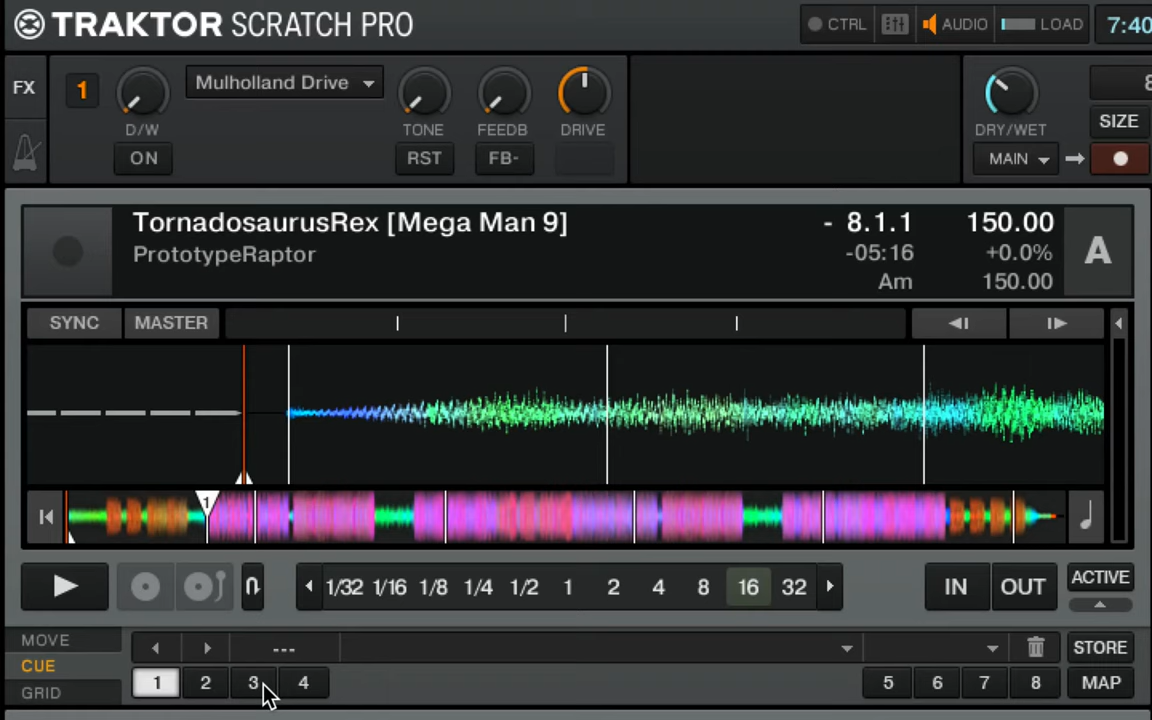 TRAKTOR SCRATCH PRO
CTRL AUDIO LOAD 7:40
FX 1 Mulholland Drive 8
D/W TONE FEEDB DRIVE DRY/WET SIZE
ON RST FB- MAIN
TornadosaurusRex [Mega Man 9] - 8.1.1 150.00
PrototypeRaptor -05:16 +0.0% A
Am 150.00
SYNC MASTER
1
1/32 1/16 1/8 1/4 1/2 1 2 4 8 16 32 IN OUT ACTIVE
MOVE --- STORE
CUE
GRID 1 2 3 4 5 6 7 8 MAP